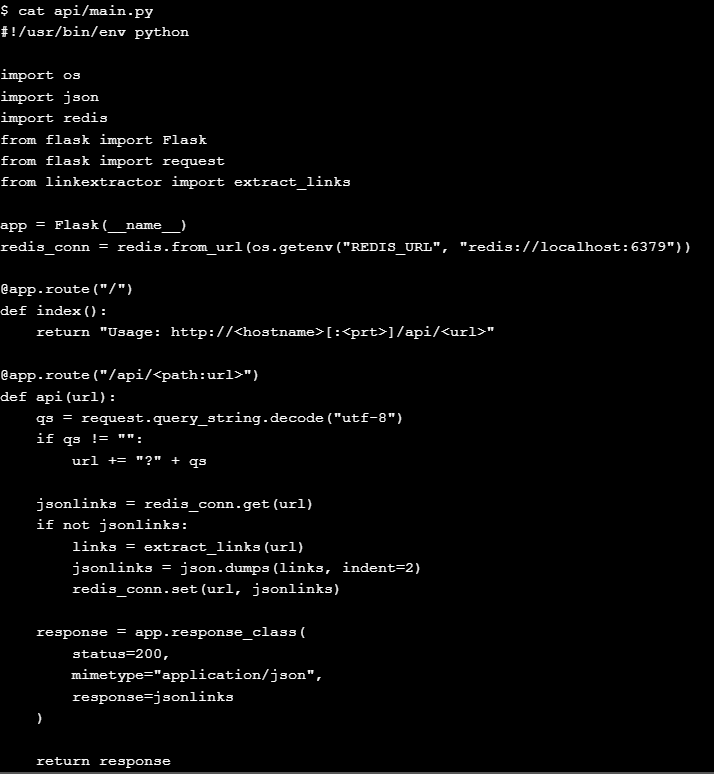 $ cat api/main.py
#!/usr/bin/env python

import os
import json
import redis
from flask import Flask
from flask import request
from linkextractor import extract_links

app = Flask(__name__)
redis_conn = redis.from_url(os.getenv("REDIS_URL", "redis://localhost:6379"))

@app.route("/")
def index():
    return "Usage: http://<hostname>[:<prt>]/api/<url>"

@app.route("/api/<path:url>")
def api(url):
    qs = request.query_string.decode("utf-8")
    if qs != "":
        url += "?" + qs

    jsonlinks = redis_conn.get(url)
    if not jsonlinks:
        links = extract_links(url)
        jsonlinks = json.dumps(links, indent=2)
        redis_conn.set(url, jsonlinks)

    response = app.response_class(
        status=200,
        mimetype="application/json",
        response=jsonlinks
    )

    return response